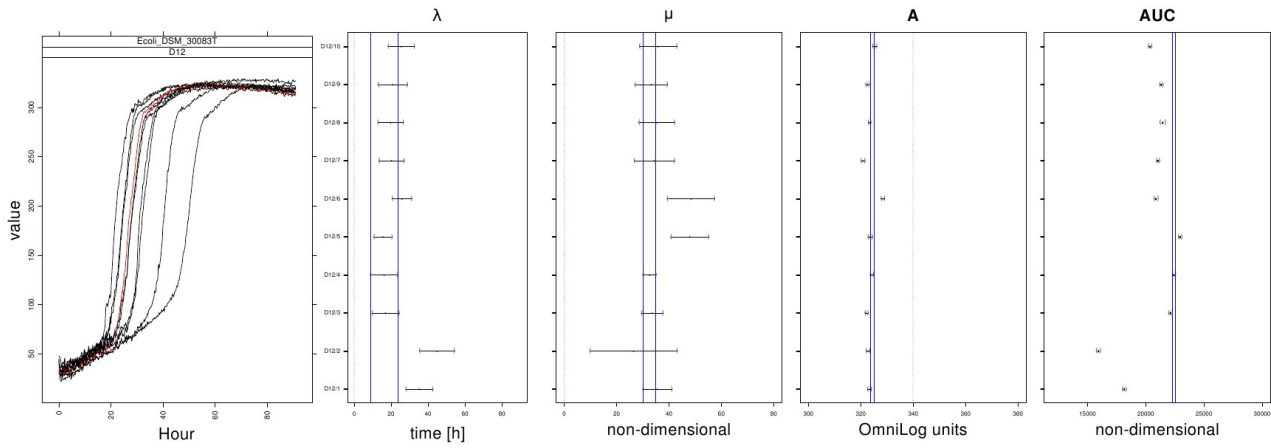 λ
μ
A
AUC
Ecoli_DSM_30083T
D12
value
50
100
150
200
250
300
0
20
40
60
80
Hour
D12/10
D12/9
D12/8
D12/7
D12/6
D12/5
D12/4
D12/3
D12/2
D12/1
0
20
40
60
80
time [h]
0
20
40
60
80
non-dimensional
300
320
340
360
380
OmniLog units
15000
20000
25000
30000
non-dimensional